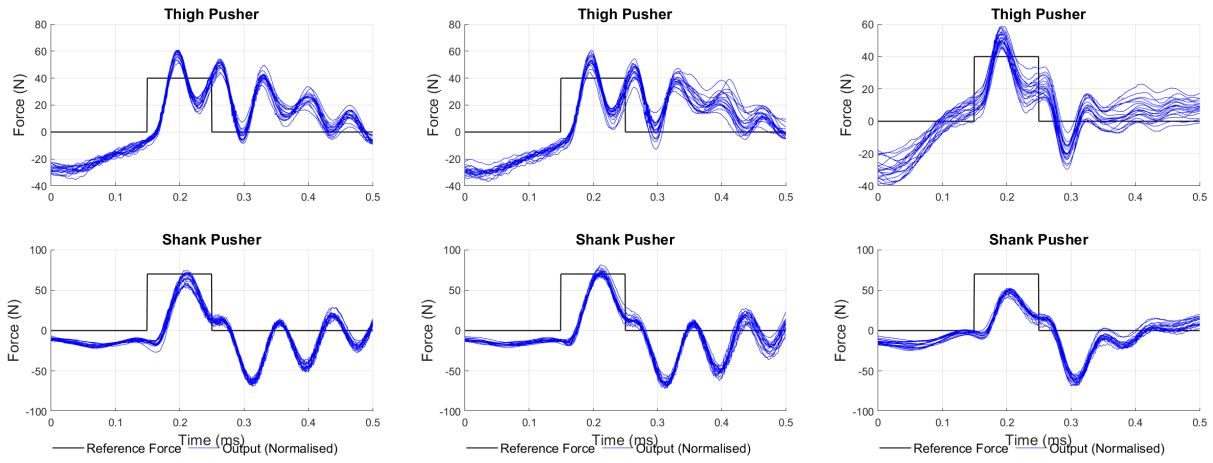 Thigh Pusher Thigh Pusher Thigh Pusher
80 80 60
60 60 40
40 40 20
20 20 0
0 0 -20
-20 -20 -40
-40 -40
Force (N) Force (N) Force (N)
0 0.1 0.2 0.3 0.4 0.5 0 0.1 0.2 0.3 0.4 0.5 0 0.1 0.2 0.3 0.4 0.5
Shank Pusher Shank Pusher Shank Pusher
100 100 100
50 50 50
0 0 0
-50 -50 -50
-100 -100 -100
Force (N) Force (N) Force (N)
0 0.1 0.2 0.3 0.4 0.5 0 0.1 0.2 0.3 0.4 0.5 0 0.1 0.2 0.3 0.4 0.5
Time (ms) Time (ms) Time (ms)
Reference Force Output (Normalised) Reference Force Output (Normalised) Reference Force Output (Normalised)